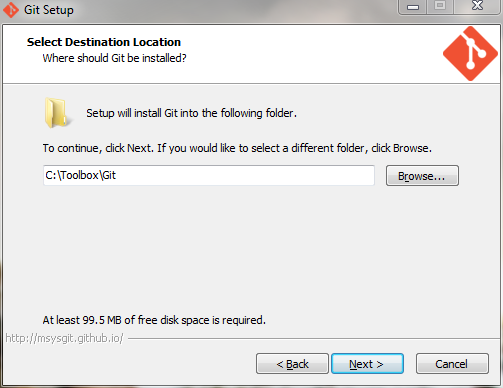 Git Setup
Select Destination Location
Where should Git be installed?
Setup will install Git into the following folder.
To continue, click Next. If you would like to select a different folder, click Browse.
C:\Toolbox\Git
Browse...
At least 99.5 MB of free disk space is required.
http://msysgit.github.io/
< Back
Next >
Cancel